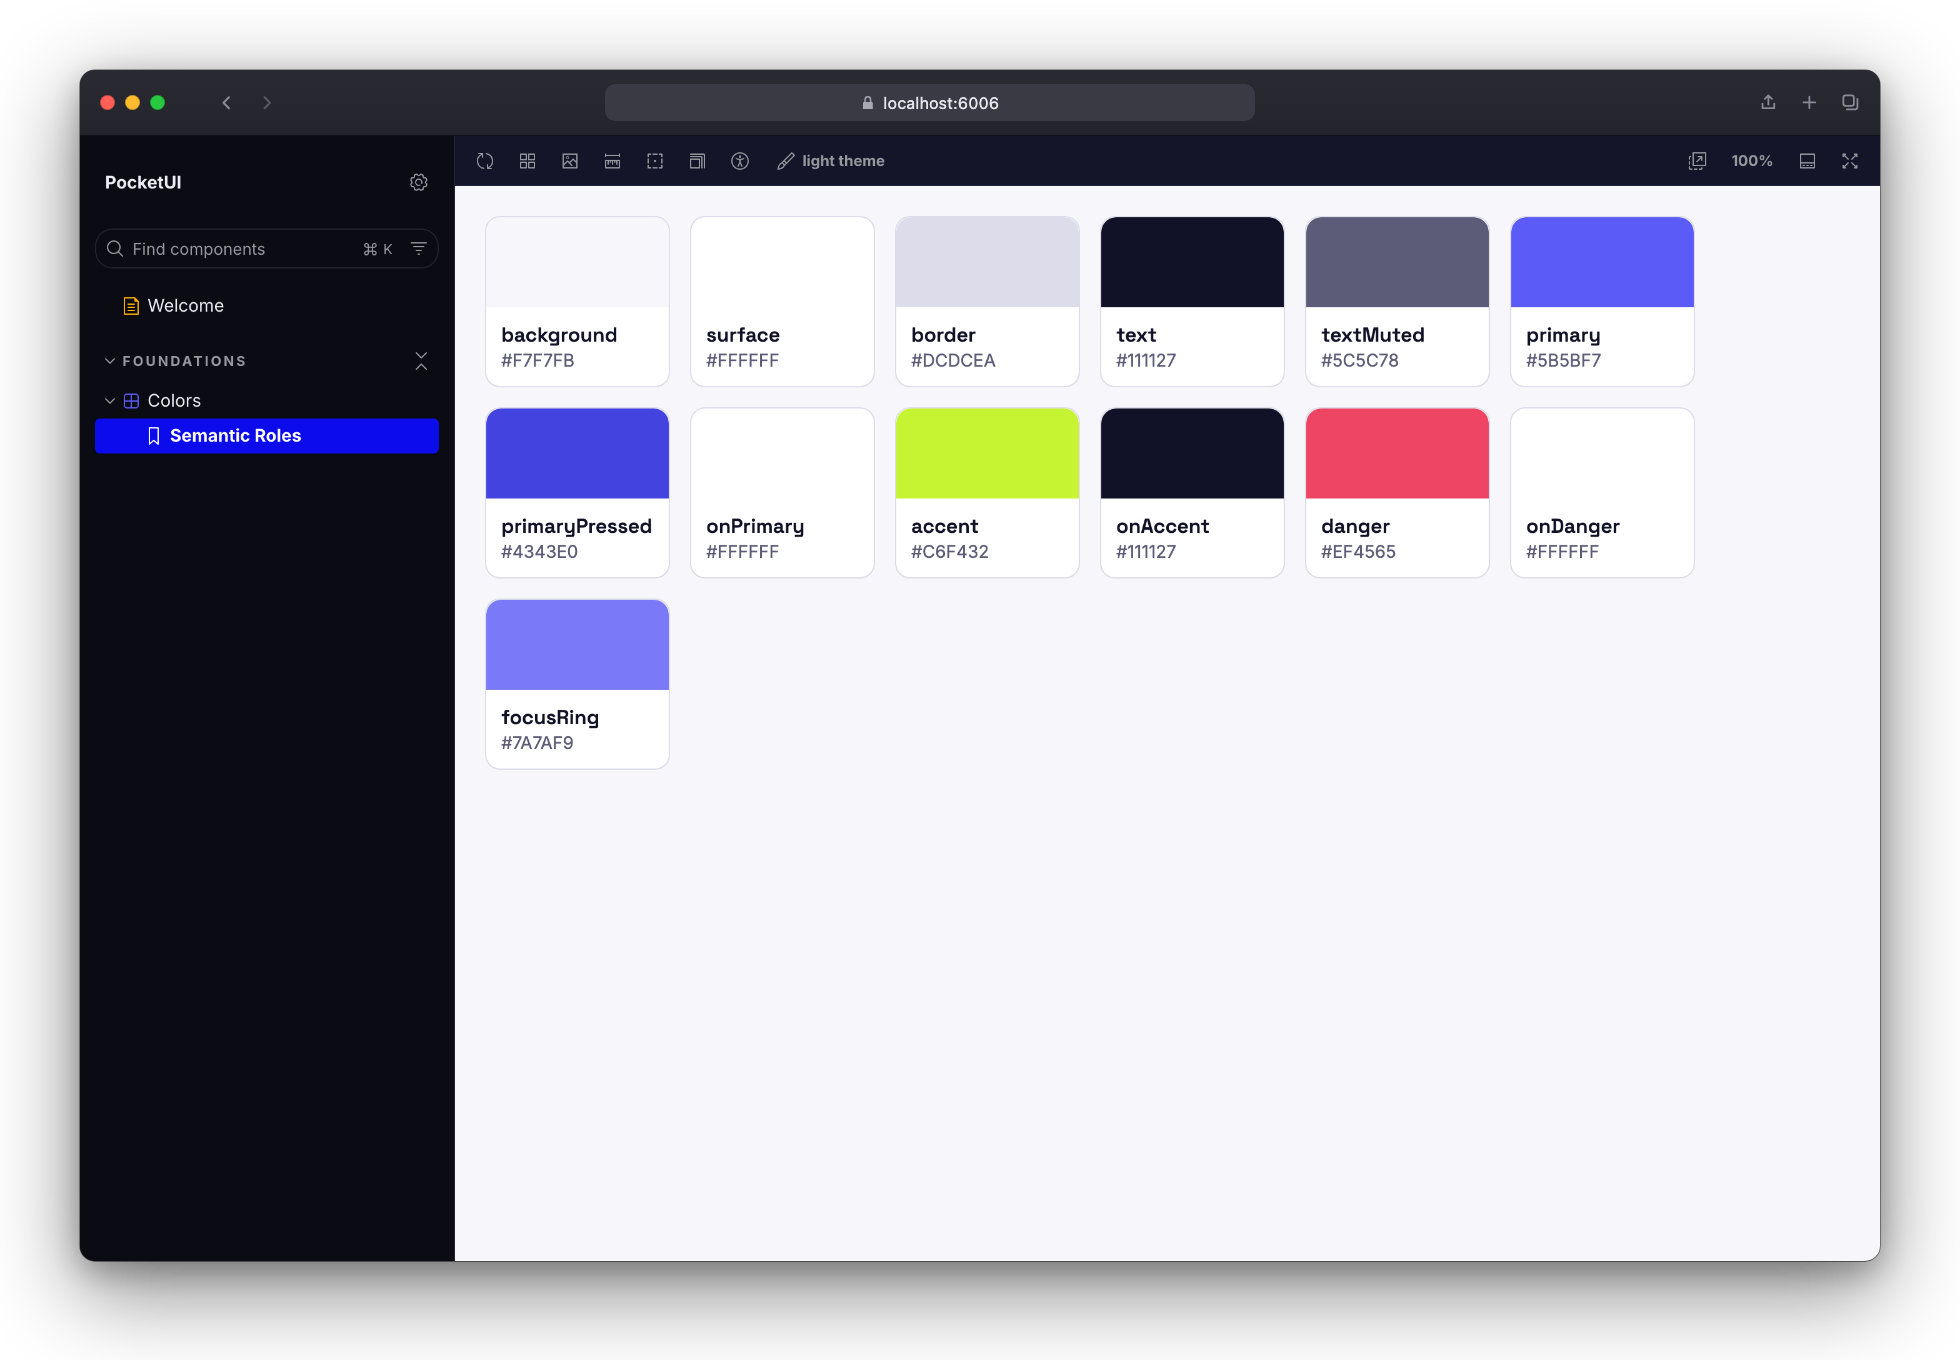 localhost:6006
PocketUI
light theme
100%
Find components
⌘ K
Welcome
FOUNDATIONS
Colors
Semantic Roles
background
#F7F7FB
surface
#FFFFFF
border
#DCDCEA
text
#111127
textMuted
#5C5C78
primary
#5B5BF7
primaryPressed
#4343E0
onPrimary
#FFFFFF
accent
#C6F432
onAccent
#111127
danger
#EF4565
onDanger
#FFFFFF
focusRing
#7A7AF9